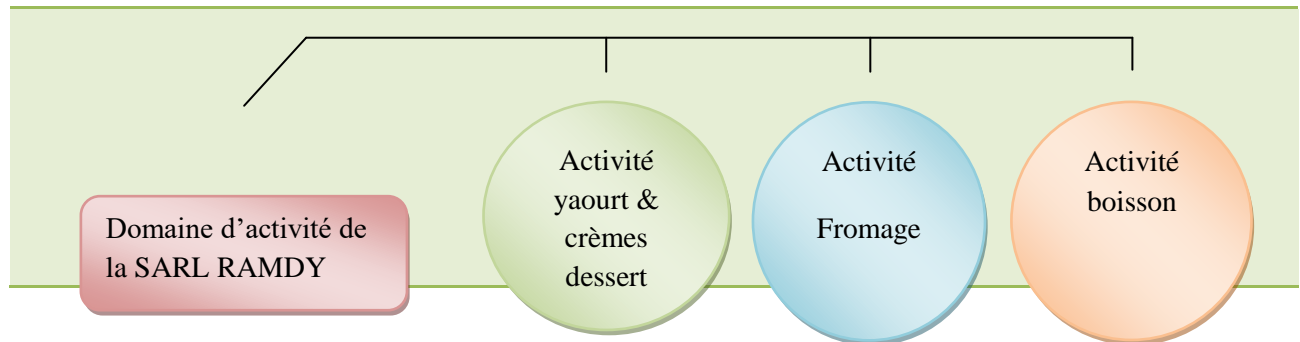 Domaine d’activité de
la SARL RAMDY
Activité
yaourt &
crèmes
dessert
Activité
Fromage
Activité
boisson